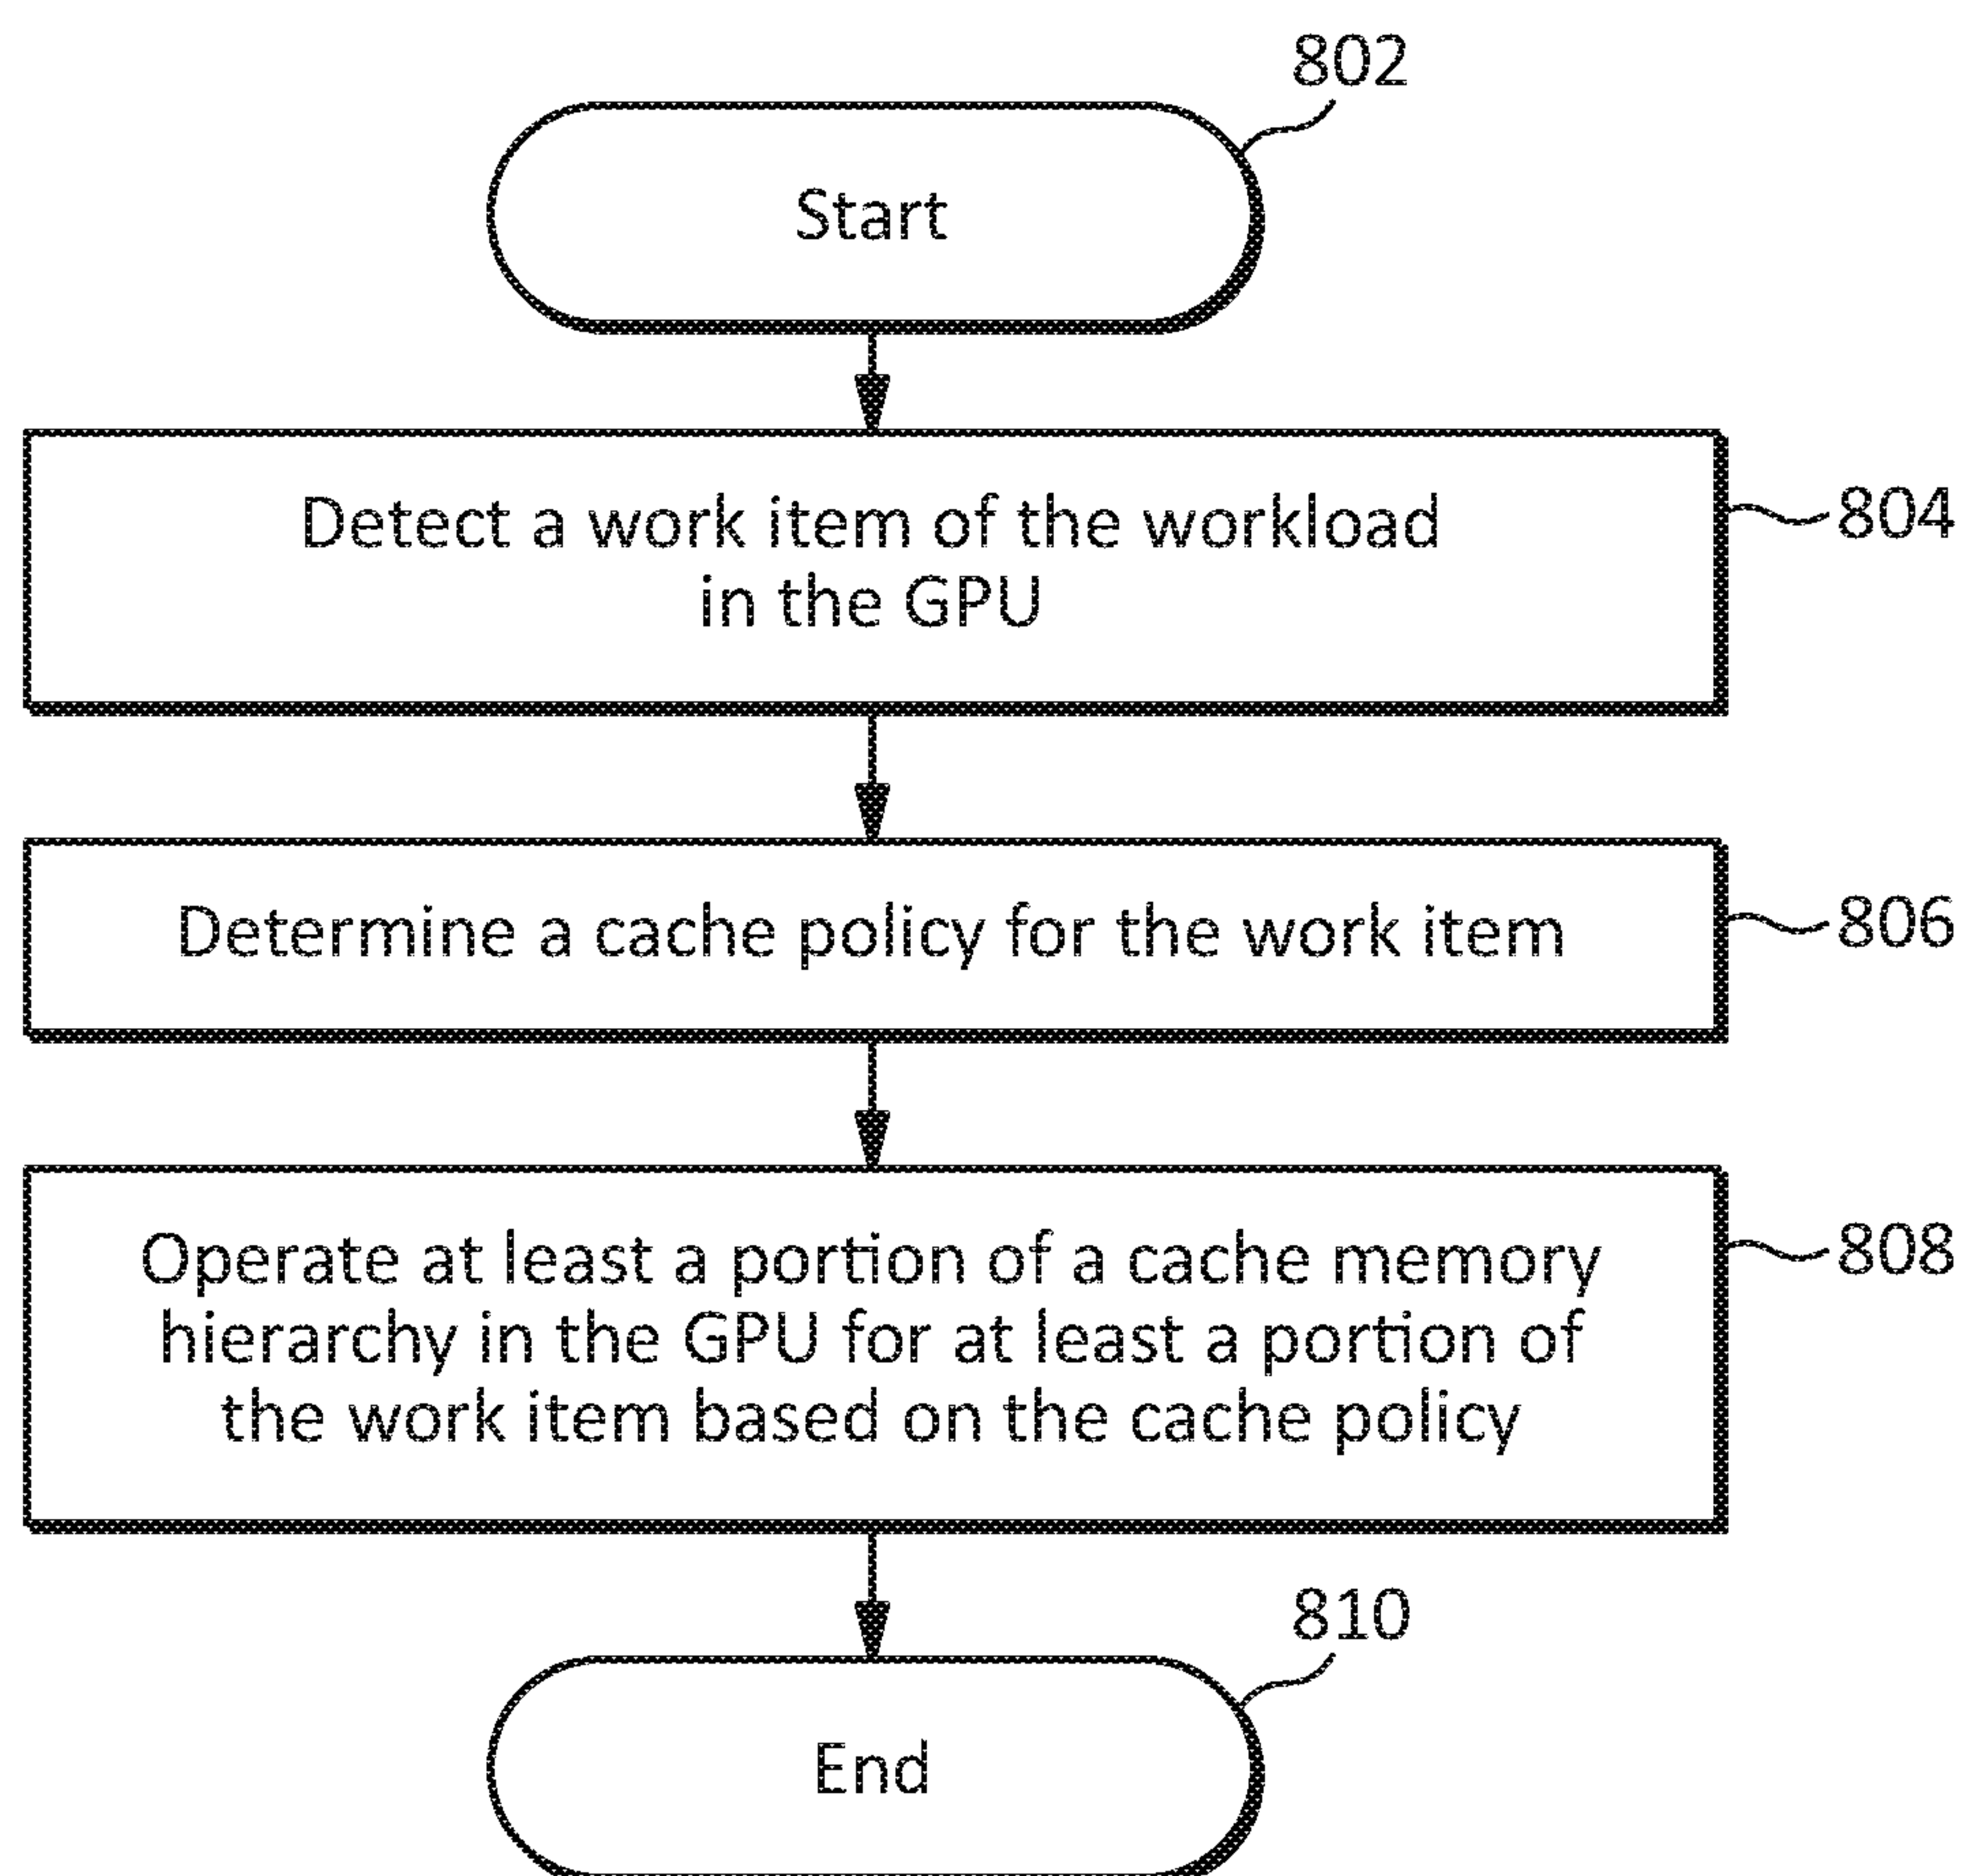 802
Start
Detect a work item of the workload
in the GPU
804
Determine a cache policy for the work item
806
Operate at least a portion of a cache memory
hierarchy in the GPU for at least a portion of
the work item based on the cache policy
808
810
End